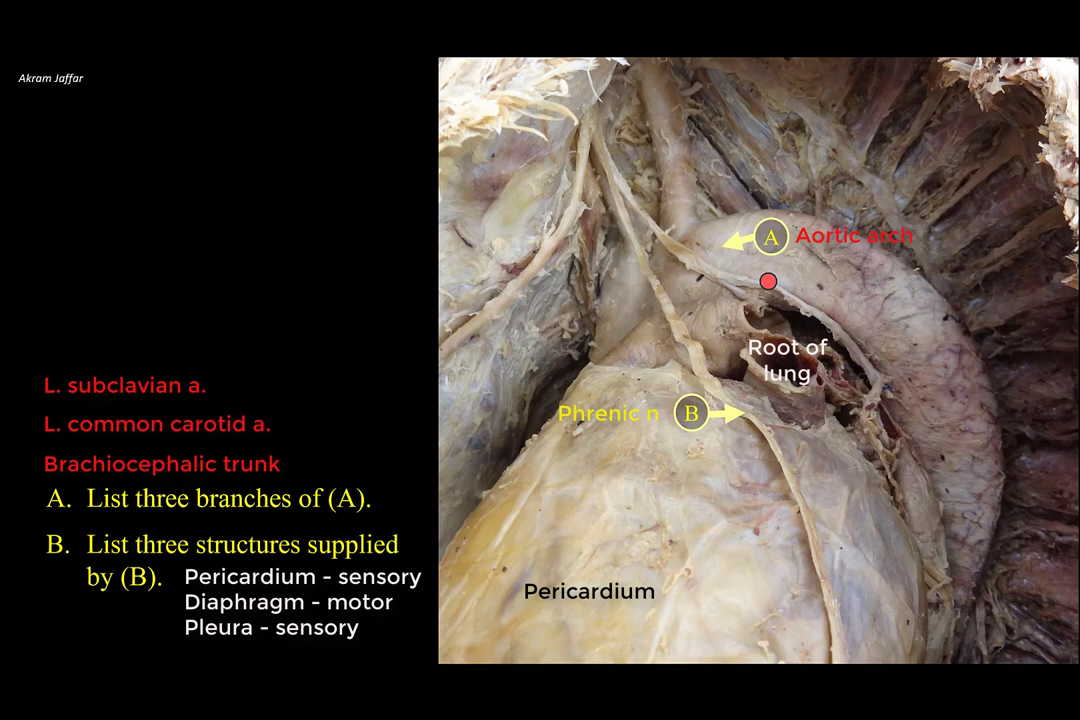 Akram Jaffar
A
Aortic arch
Root of
lung
L. subclavian a.
Phrenic n
B
L. common carotid a.
Brachiocephalic trunk
A. List three branches of (A).
B. List three structures supplied
by (B).
Pericardium - sensory
Diaphragm - motor
Pleura - sensory
Pericardium